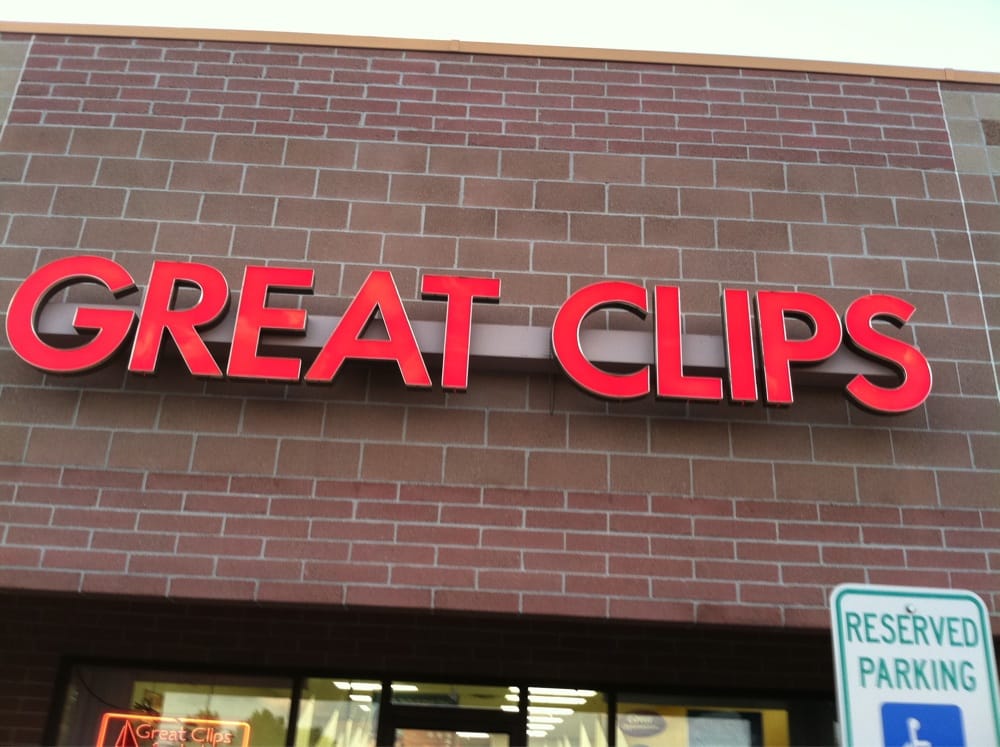 GREAT CLIPS
RESERVED
PARKING
Great Clips